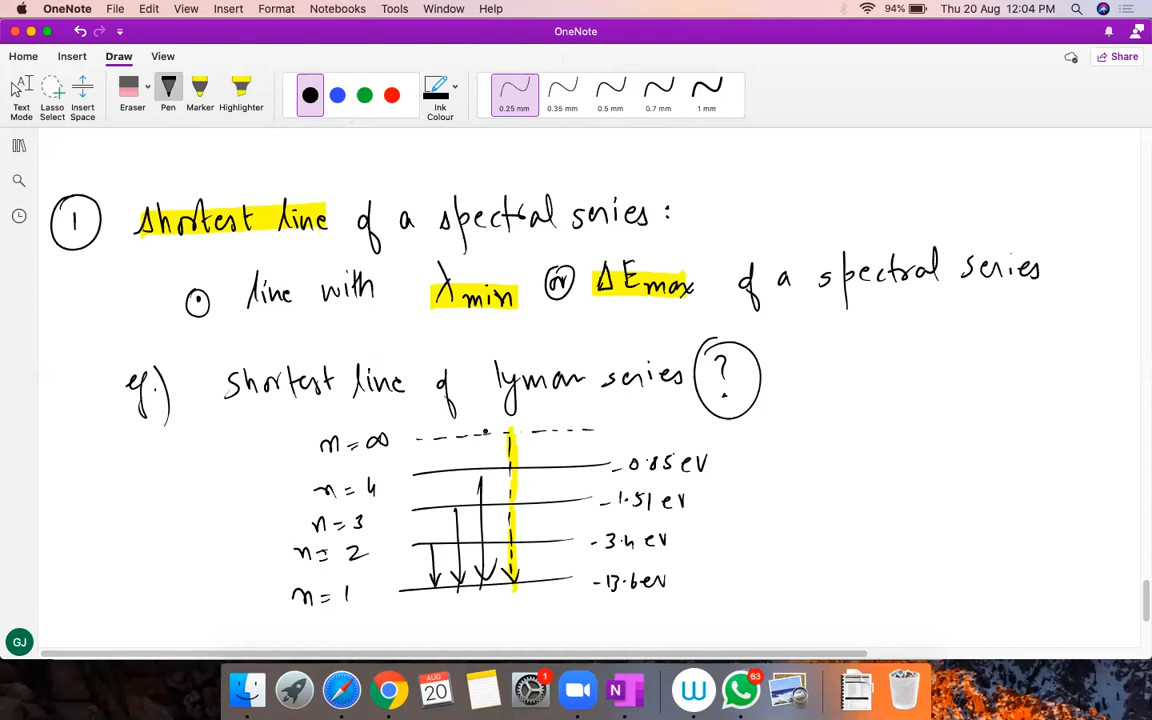 OneNote File Edit View Insert Format Notebooks Tools Window Help 94% Thu 20 Aug 12:04 PM
OneNote
Home Insert Draw View Share
Text Mode Lasso Select Insert Space Eraser Pen Marker Highlighter Ink Colour 0.25 mm 0.35 mm 0.5 mm 0.7 mm 1 mm
1 shortest line of a spectral series :
line with λmin or ΔEmax of a spectral series
eg.) shortest line of lyman series ?
n = ∞
n = 4 - 0.85 eV
n = 3 - 1.51 eV
n = 2 - 3.4 eV
n = 1 - 13.6 eV
GJ
AUG 20 1 N W 63